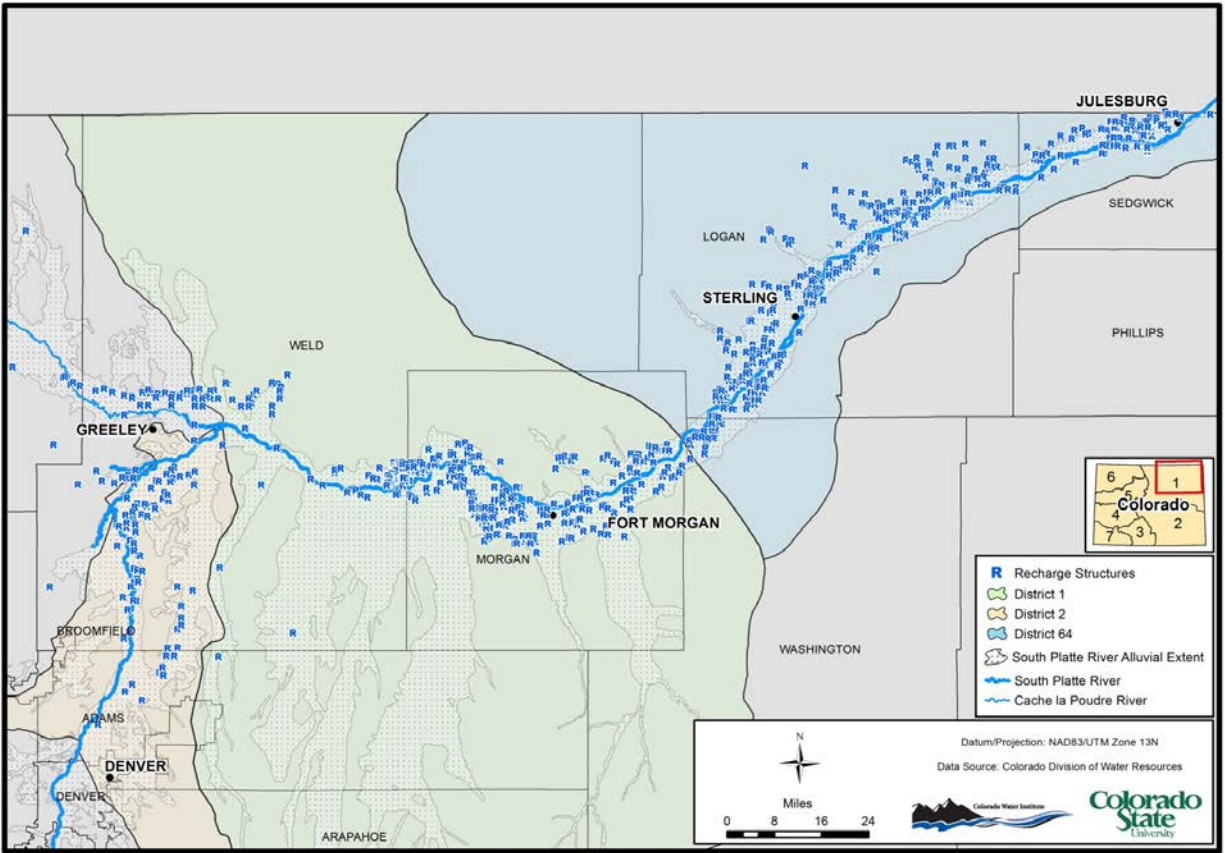 JULESBURG
SEDGWICK
LOGAN
STERLING
PHILLIPS
WELD
GREELEY
FORT MORGAN
MORGAN
BROOMFIELD
WASHINGTON
ADAMS
DENVER
DENVER
ARAPAHOE
6
1
5
Colorado
4
2
7
3
R Recharge Structures
District 1
District 2
District 64
South Platte River Alluvial Extent
South Platte River
Cache la Poudre River
N
Miles
0 8 16 24
Datum/Projection: NAD83/UTM Zone 13N
Data Source: Colorado Division of Water Resources
Colorado Water Institute
Colorado
State
University